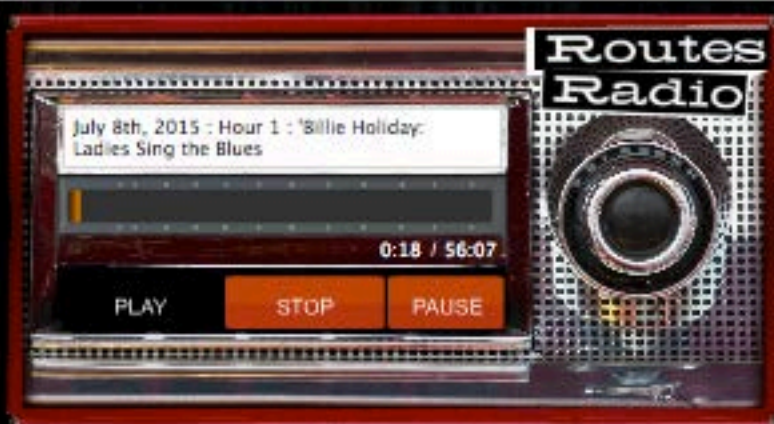 Routes
Radio
July 8th, 2015 : Hour 1 : 'Billie Holiday:
Ladies Sing the Blues
0:18 / 56:07
PLAY
STOP
PAUSE